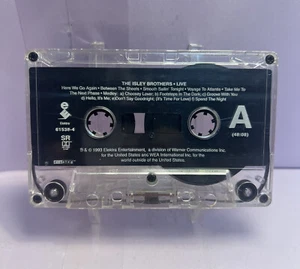 THE ISLEY BROTHERS • LIVE
Here We Go Again • Between The Sheets • Smooth Sailin' Tonight • Voyage To Atlantis • Take Me To
The Next Phase • Medley: a) Choosey Lover, b) Footsteps In The Dark, c) Groove With You
d) Hello, It's Me; e) Don't Say Goodnight, (It's Time For Love) f) Spend The Night
61538-4
SR
A
℗ & © 1993 Elektra Entertainment, a division of Warner Communications Inc.
for the United States and WEA International Inc. for the
world outside of the United States.